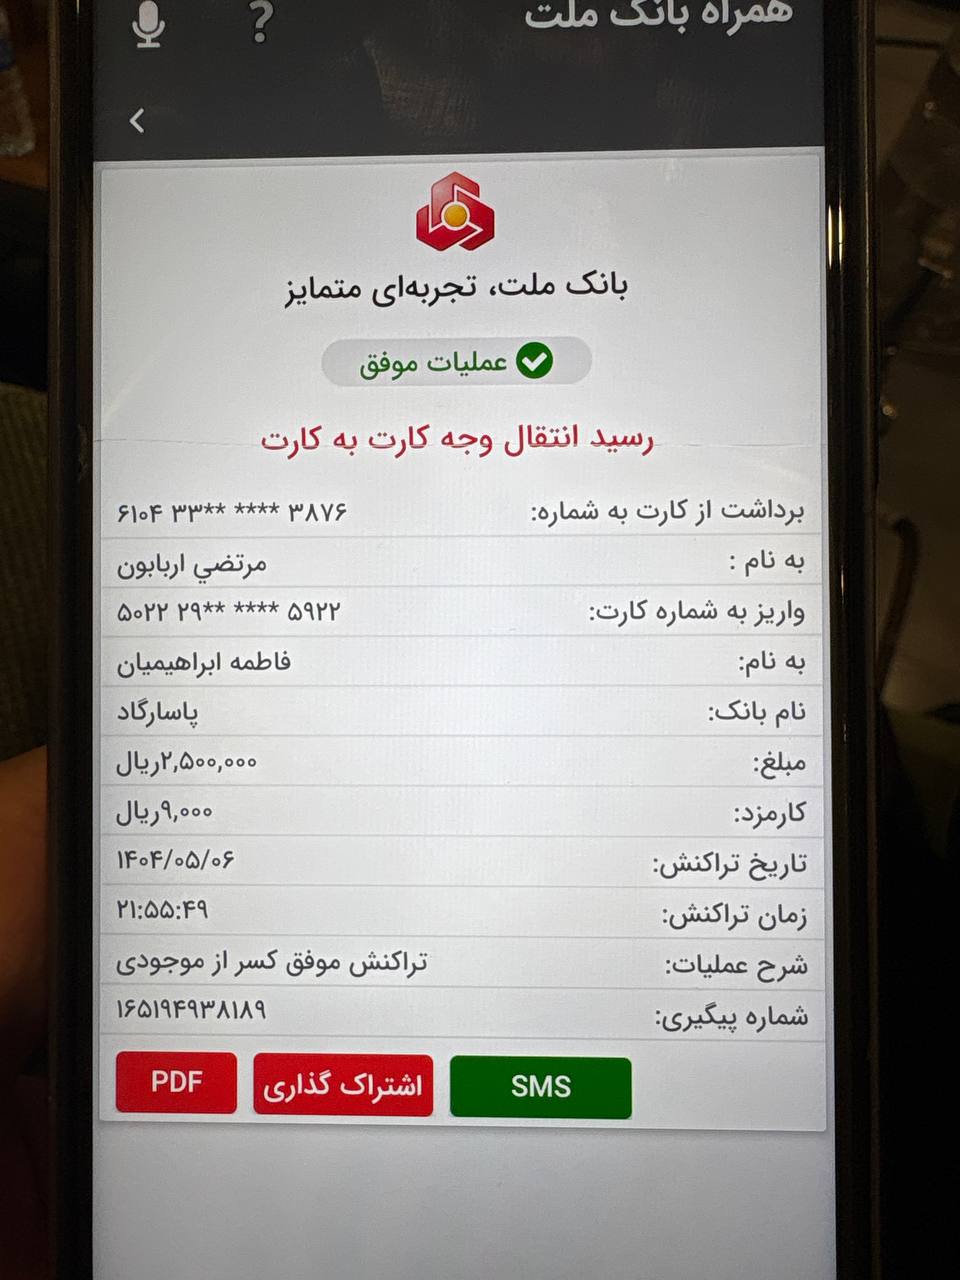 همراه بانک ملت
?
بانک ملت، تجربه‌ای متمایز
عملیات موفق
رسید انتقال وجه کارت به کارت
برداشت از کارت به شماره: ۶۱۰۴ ۳۳** **** ۳۸۷۶
به نام : مرتضي اربابون
واریز به شماره کارت: ۵۰۲۲ ۲۹** **** ۵۹۲۲
به نام: فاطمه ابراهیمیان
نام بانک: پاسارگاد
مبلغ: ۲,۵۰۰,۰۰۰ریال
کارمزد: ۹,۰۰۰ریال
تاریخ تراکنش: ۱۴۰۴/۰۵/۰۶
زمان تراکنش: ۲۱:۵۵:۴۹
شرح عملیات: تراکنش موفق کسر از موجودی
شماره پیگیری: ۱۶۵۱۹۴۹۳۸۱۸۹
SMS اشتراک گذاری PDF